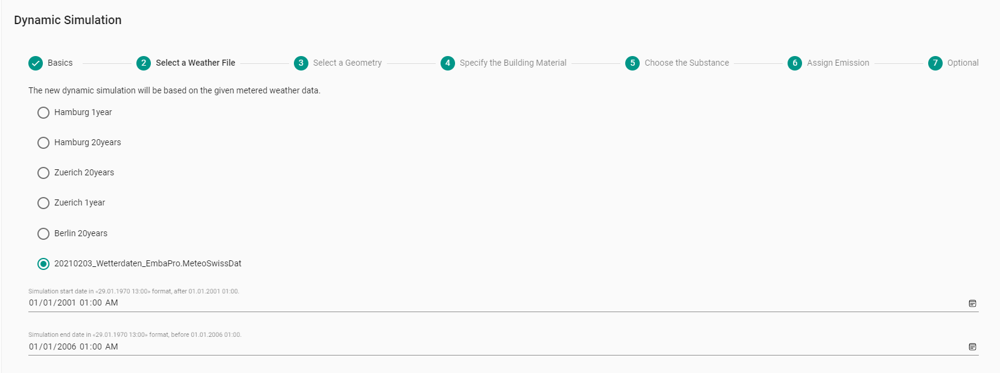 Dynamic Simulation
Basics 2 Select a Weather File 3 Select a Geometry 4 Specify the Building Material 5 Choose the Substance 6 Assign Emission 7 Optional
The new dynamic simulation will be based on the given metered weather data.
Hamburg 1year
Hamburg 20years
Zuerich 20years
Zuerich 1year
Berlin 20years
20210203_Wetterdaten_EmbaPro.MeteoSwissDat
Simulation start date in «29.01.1970 13:00» format, after 01.01.2001 01:00.
01/01/2001 01:00 AM
Simulation end date in «29.01.1970 13:00» format, before 01.01.2006 01:00.
01/01/2006 01:00 AM